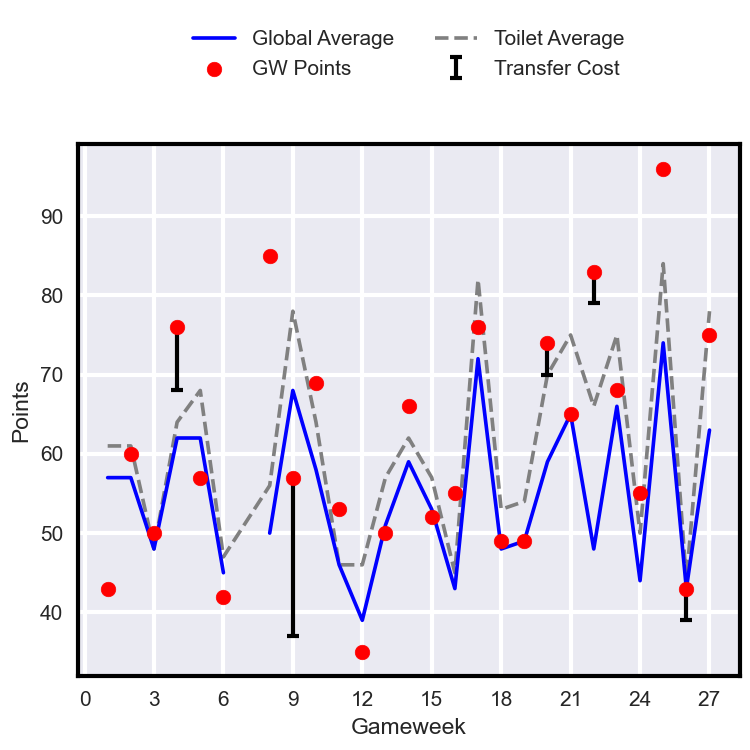 Global Average
Toilet Average
GW Points
Transfer Cost
90
80
70
60
50
40
Points
0 3 6 9 12 15 18 21 24 27
Gameweek